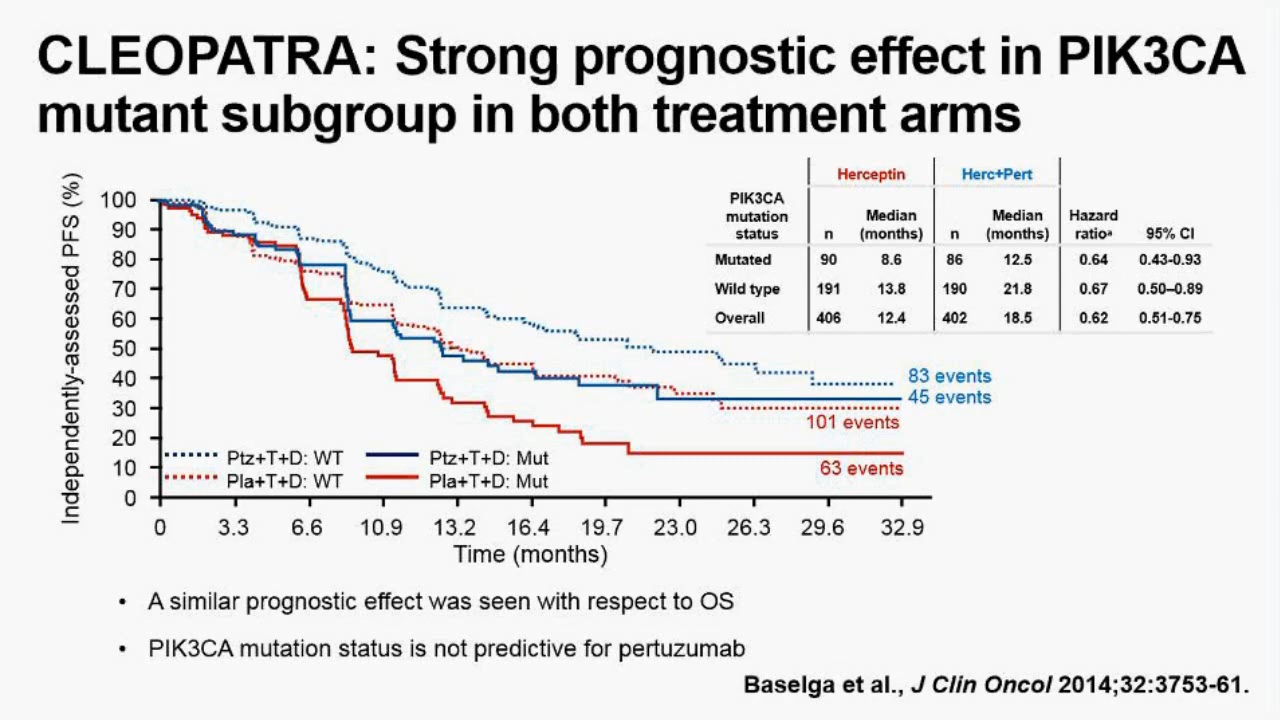 CLEOPATRA: Strong prognostic effect in PIK3CA
mutant subgroup in both treatment arms
Herceptin Herc+Pert
PIK3CA
mutation
status
n
Median
(months)
n
Median
(months)
Hazard
ratioᵃ
95% CI
Mutated 90 8.6 86 12.5 0.64 0.43-0.93
Wild type 191 13.8 190 21.8 0.67 0.50–0.89
Overall 406 12.4 402 18.5 0.62 0.51-0.75
Independently-assessed PFS (%)
100
90
80
70
60
50
40
30
20
10
0
83 events
45 events
101 events
63 events
Ptz+T+D: WT Ptz+T+D: Mut
Pla+T+D: WT Pla+T+D: Mut
0 3.3 6.6 10.9 13.2 16.4 19.7 23.0 26.3 29.6 32.9
Time (months)
• A similar prognostic effect was seen with respect to OS
• PIK3CA mutation status is not predictive for pertuzumab
Baselga et al., J Clin Oncol 2014;32:3753-61.